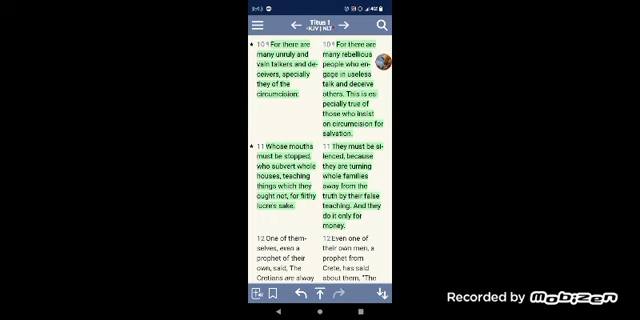 9:43
Titus 1
KJV | NLT
10 ¶ For there are
many unruly and
vain talkers and de-
ceivers, specially
they of the
circumcision:
11 Whose mouths
must be stopped,
who subvert whole
houses, teaching
things which they
ought not, for filthy
lucre's sake.
12 One of them-
selves, even a
prophet of their
own, said, The
Cretians are alway
10 ¶ For there are
many rebellious
people who en-
gage in useless
talk and deceive
others. This is es-
pecially true of
those who insist
on circumcision for
salvation.
11 They must be si-
lenced, because
they are turning
whole families
away from the
truth by their false
teaching. And they
do it only for
money.
12 Even one of
their own men, a
prophet from
Crete, has said
about them, "The
Recorded by Mobizen